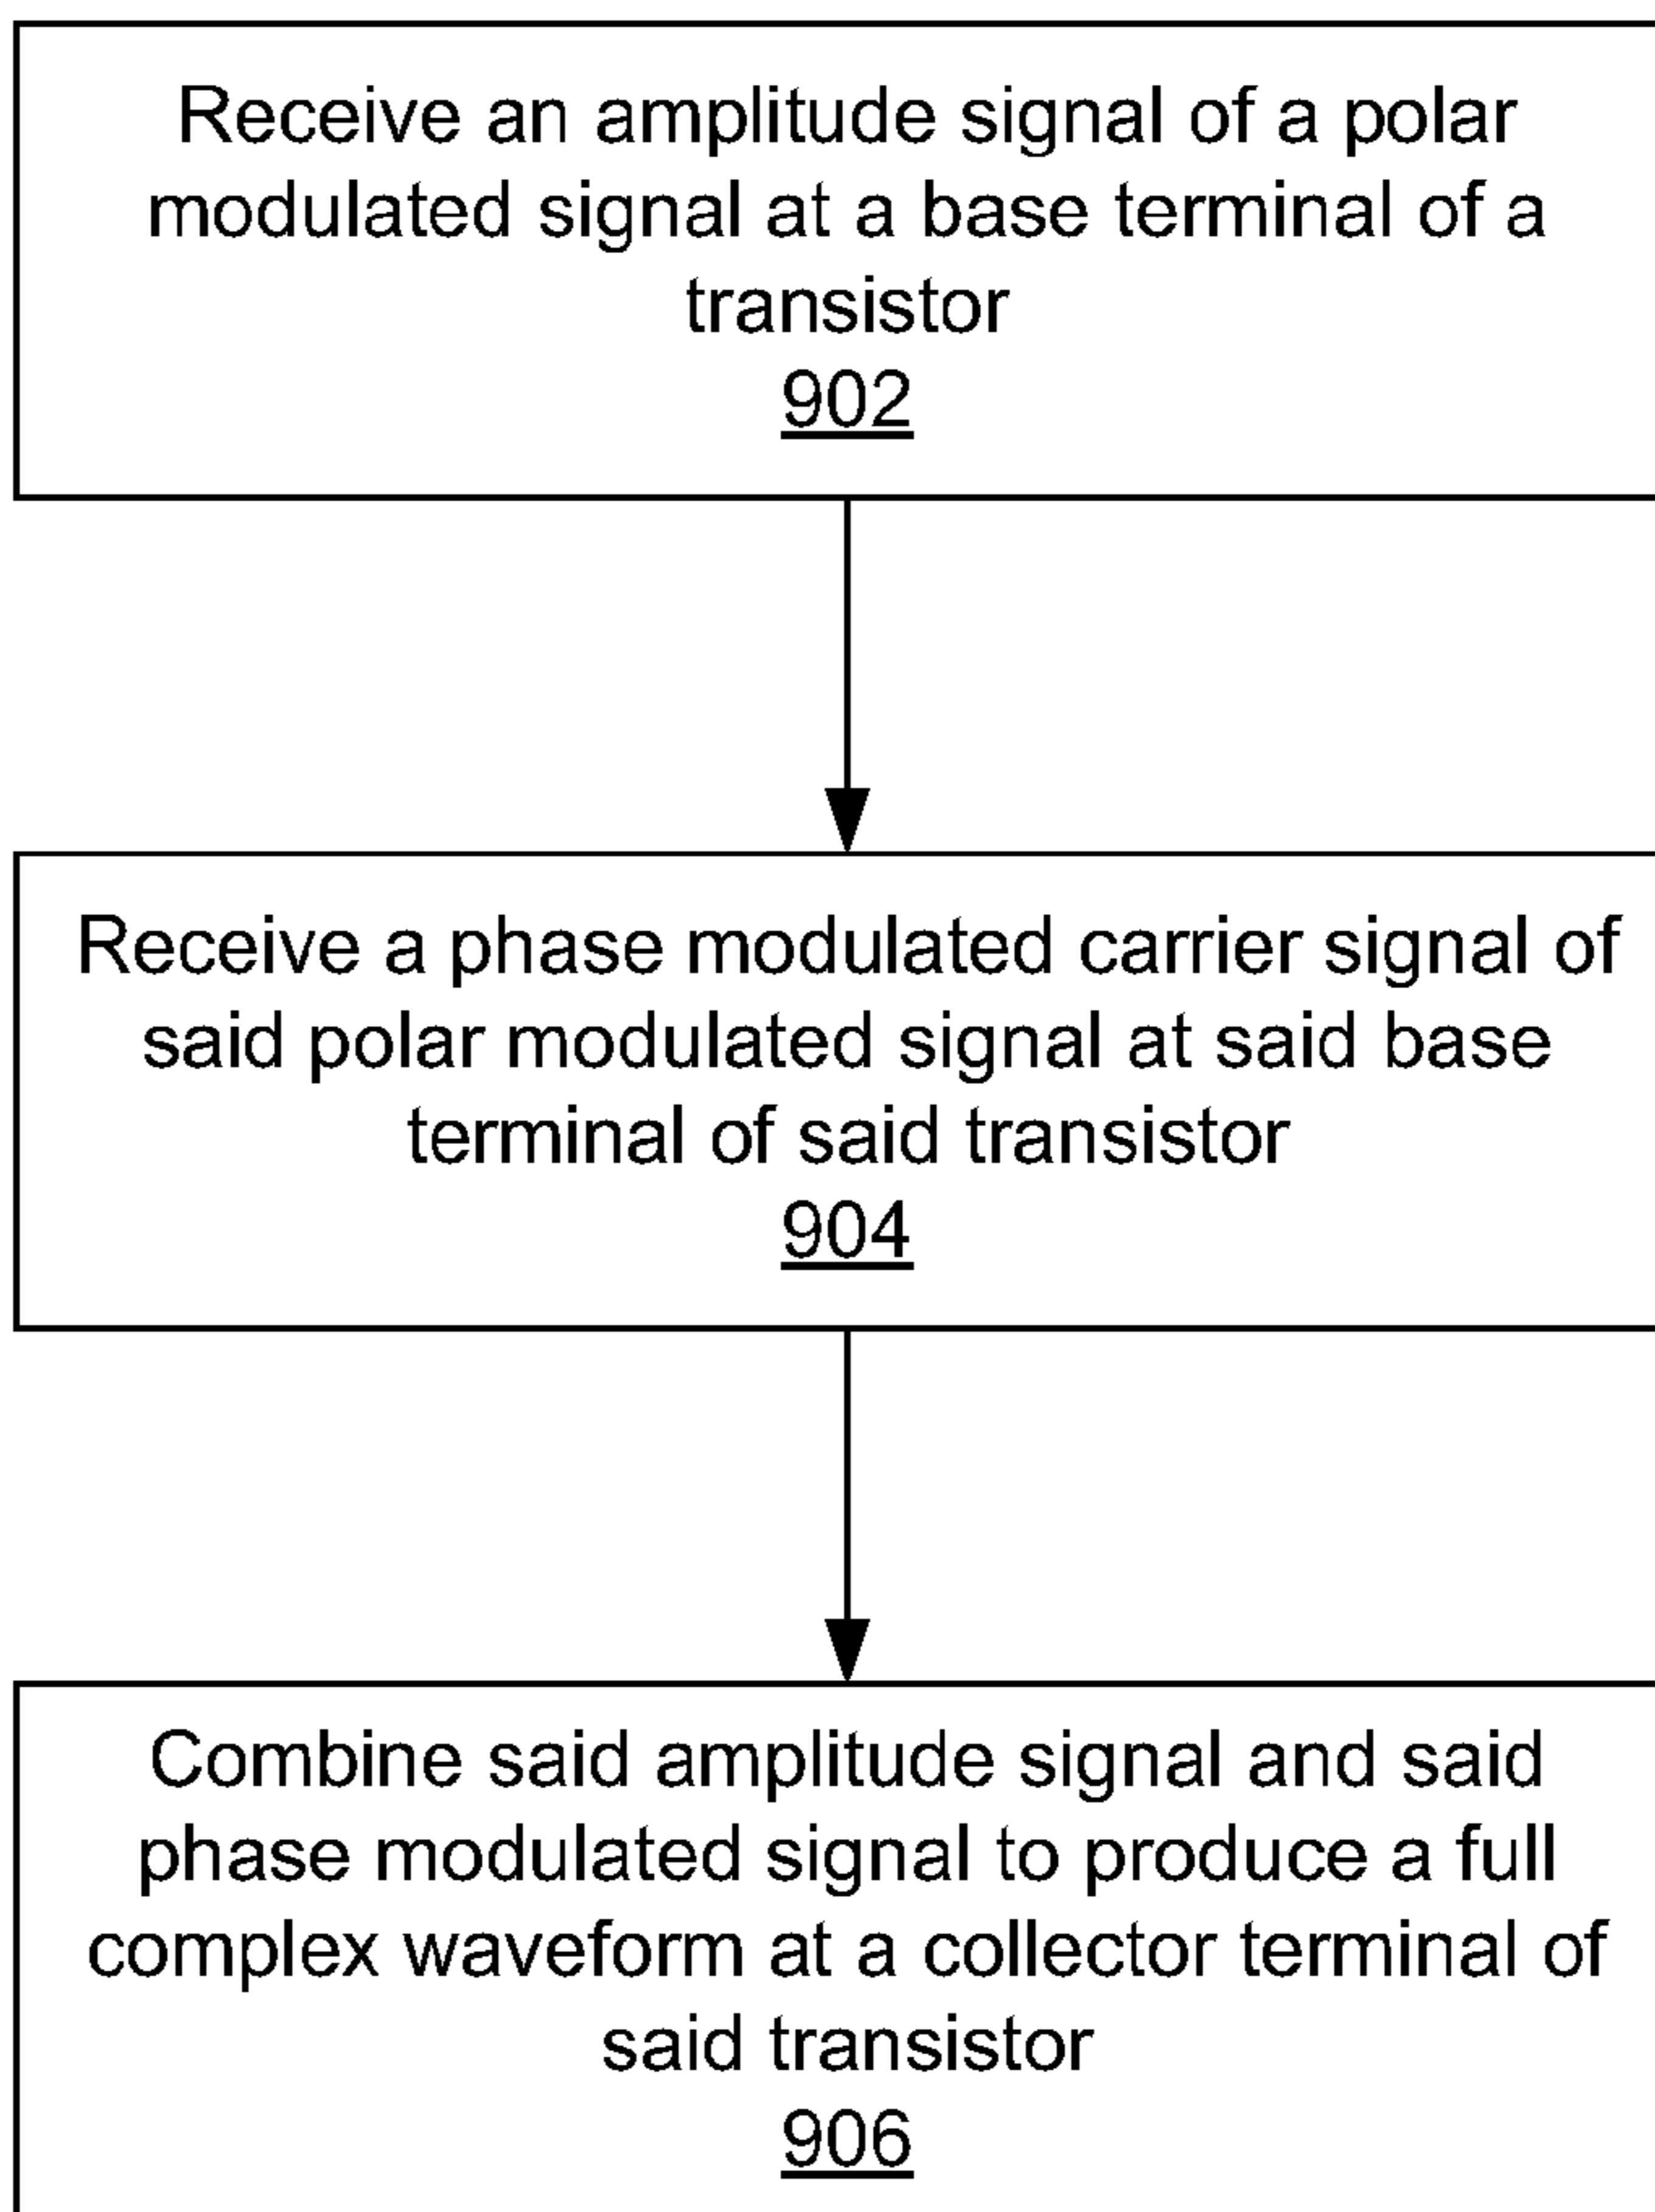 Receive an amplitude signal of a polar
modulated signal at a base terminal of a
transistor
902
Receive a phase modulated carrier signal of
said polar modulated signal at said base
terminal of said transistor
904
Combine said amplitude signal and said
phase modulated signal to produce a full
complex waveform at a collector terminal of
said transistor
906